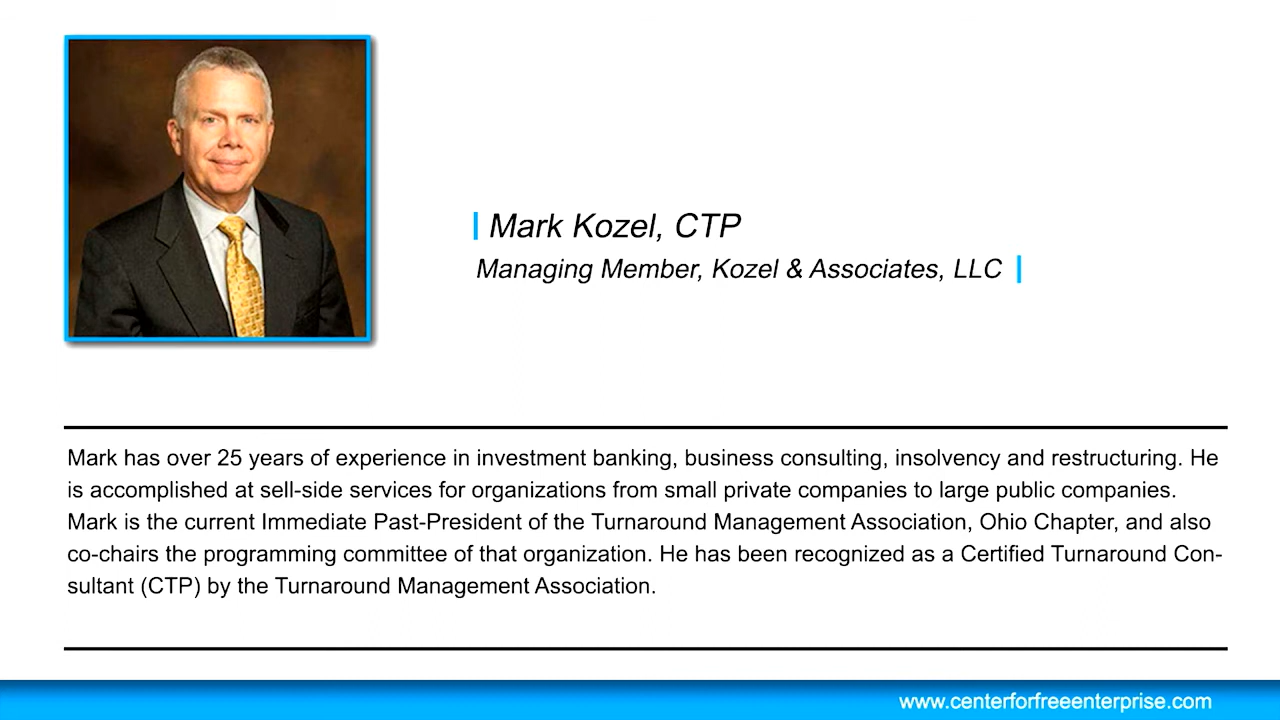 Mark Kozel, CTP
Managing Member, Kozel & Associates, LLC
Mark has over 25 years of experience in investment banking, business consulting, insolvency and restructuring. He
is accomplished at sell-side services for organizations from small private companies to large public companies.
Mark is the current Immediate Past-President of the Turnaround Management Association, Ohio Chapter, and also
co-chairs the programming committee of that organization. He has been recognized as a Certified Turnaround Con-
sultant (CTP) by the Turnaround Management Association.
www.centerforfreeenterprise.com